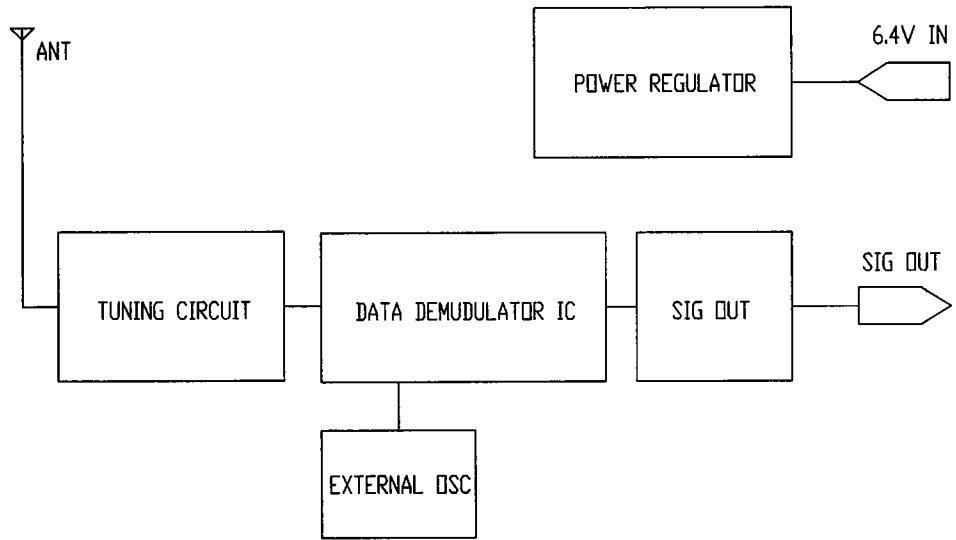 ANT
6.4V IN
POWER REGULATOR
SIG OUT
TUNING CIRCUIT
DATA DEMUDULATOR IC
SIG OUT
EXTERNAL OSC